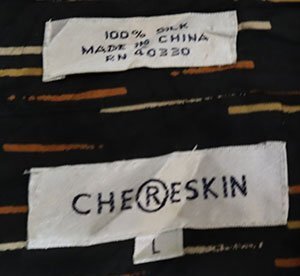 100% SILK
MADE IN CHINA
RN 40330
CHE®ESKIN
L